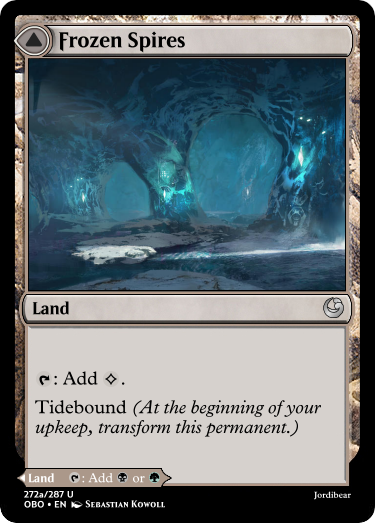 Frozen Spires
Land
: Add .
Tidebound (At the beginning of your
upkeep, transform this permanent.)
Land : Add or
272a/287 U
OBO • EN Sebastian Kowoll
Jordibear